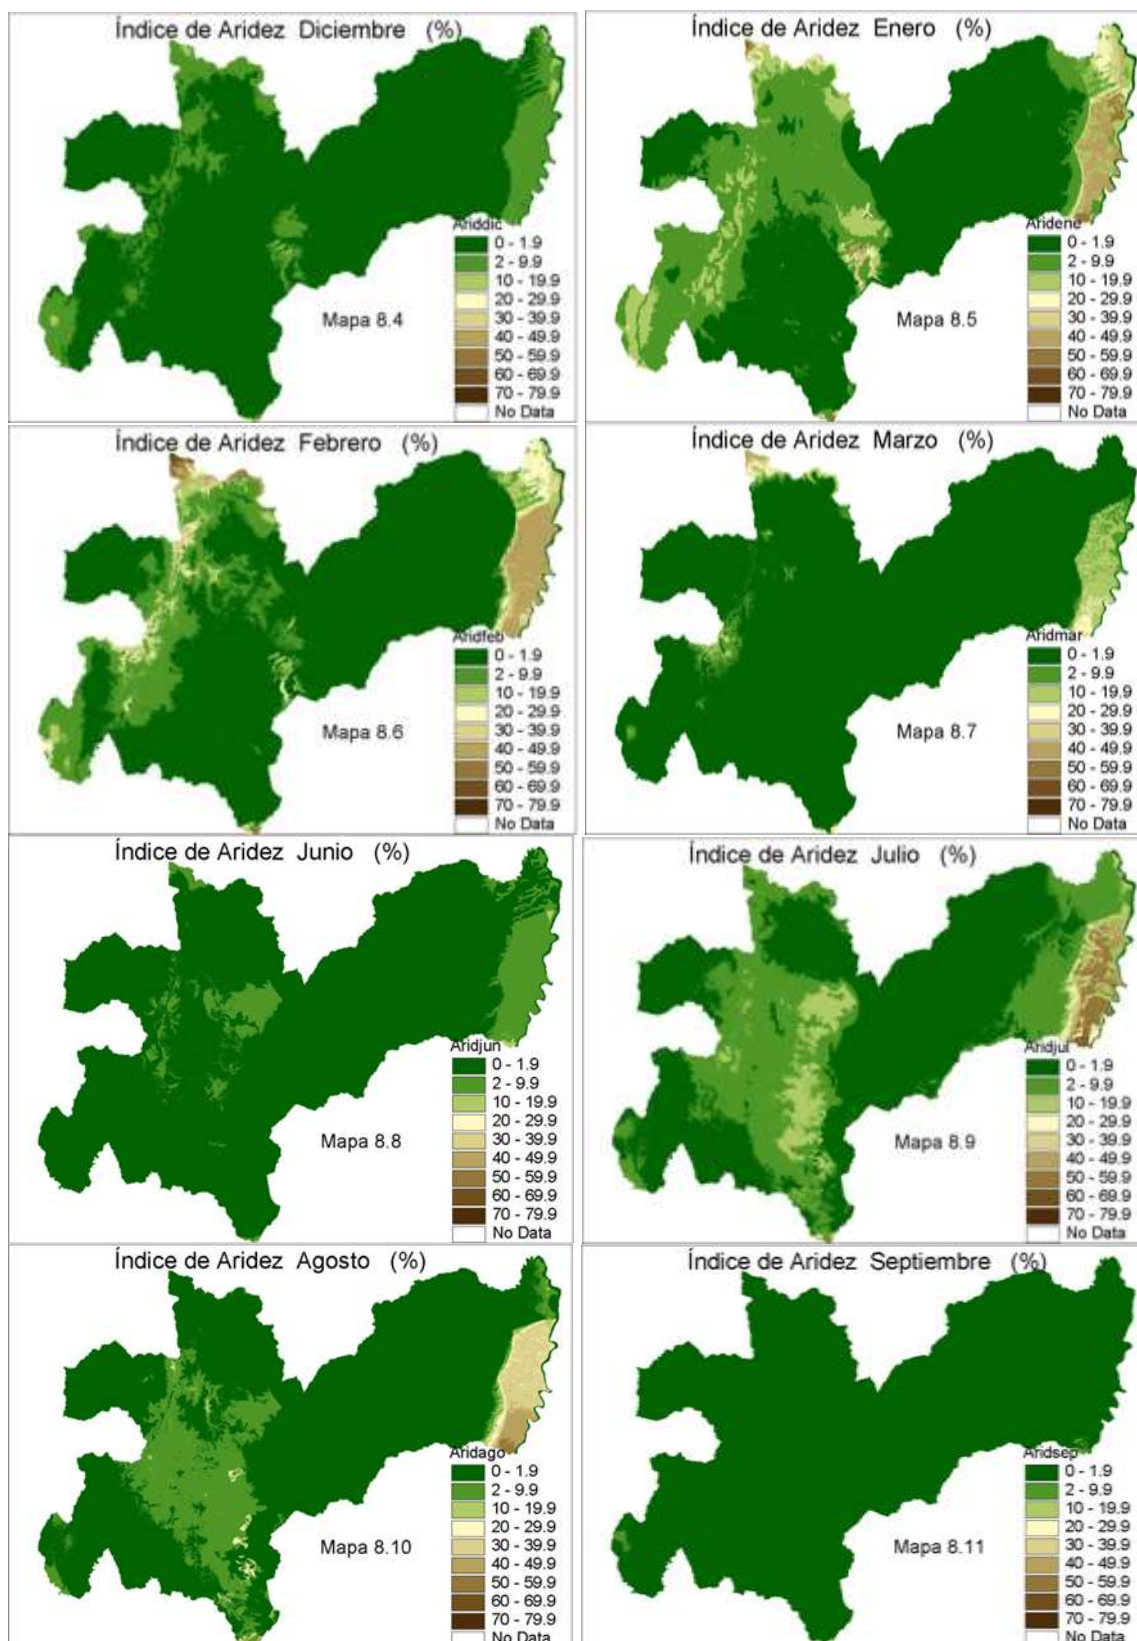 Índice de Aridez Diciembre (%)
Ariddic
0 - 1.9
2 - 9.9
10 - 19.9
20 - 29.9
30 - 39.9
40 - 49.9
50 - 59.9
60 - 69.9
70 - 79.9
No Data
Mapa 8.4
Índice de Aridez Enero (%)
Aridene
0 - 1.9
2 - 9.9
10 - 19.9
20 - 29.9
30 - 39.9
40 - 49.9
50 - 59.9
60 - 69.9
70 - 79.9
No Data
Mapa 8.5
Índice de Aridez Febrero (%)
Aridfeb
0 - 1.9
2 - 9.9
10 - 19.9
20 - 29.9
30 - 39.9
40 - 49.9
50 - 59.9
60 - 69.9
70 - 79.9
No Data
Mapa 8.6
Índice de Aridez Marzo (%)
Aridmar
0 - 1.9
2 - 9.9
10 - 19.9
20 - 29.9
30 - 39.9
40 - 49.9
50 - 59.9
60 - 69.9
70 - 79.9
No Data
Mapa 8.7
Índice de Aridez Junio (%)
Aridjun
0 - 1.9
2 - 9.9
10 - 19.9
20 - 29.9
30 - 39.9
40 - 49.9
50 - 59.9
60 - 69.9
70 - 79.9
No Data
Mapa 8.8
Índice de Aridez Julio (%)
Aridjul
0 - 1.9
2 - 9.9
10 - 19.9
20 - 29.9
30 - 39.9
40 - 49.9
50 - 59.9
60 - 69.9
70 - 79.9
No Data
Mapa 8.9
Índice de Aridez Agosto (%)
Aridago
0 - 1.9
2 - 9.9
10 - 19.9
20 - 29.9
30 - 39.9
40 - 49.9
50 - 59.9
60 - 69.9
70 - 79.9
No Data
Mapa 8.10
Índice de Aridez Septiembre (%)
Aridsep
0 - 1.9
2 - 9.9
10 - 19.9
20 - 29.9
30 - 39.9
40 - 49.9
50 - 59.9
60 - 69.9
70 - 79.9
No Data
Mapa 8.11